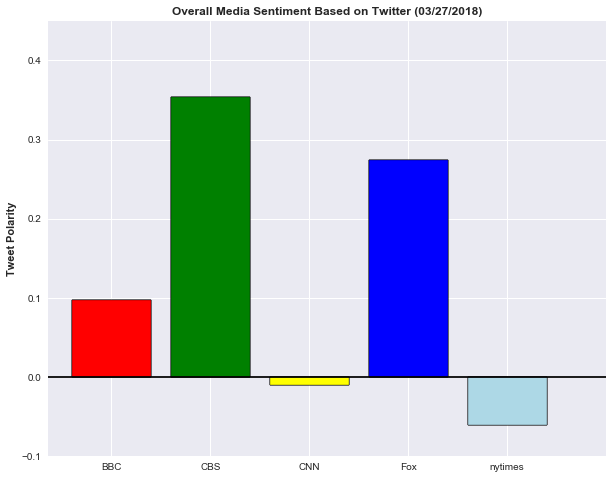 Overall Media Sentiment Based on Twitter (03/27/2018)
Tweet Polarity
0.4
0.3
0.2
0.1
0.0
−0.1
BBC CBS CNN Fox nytimes